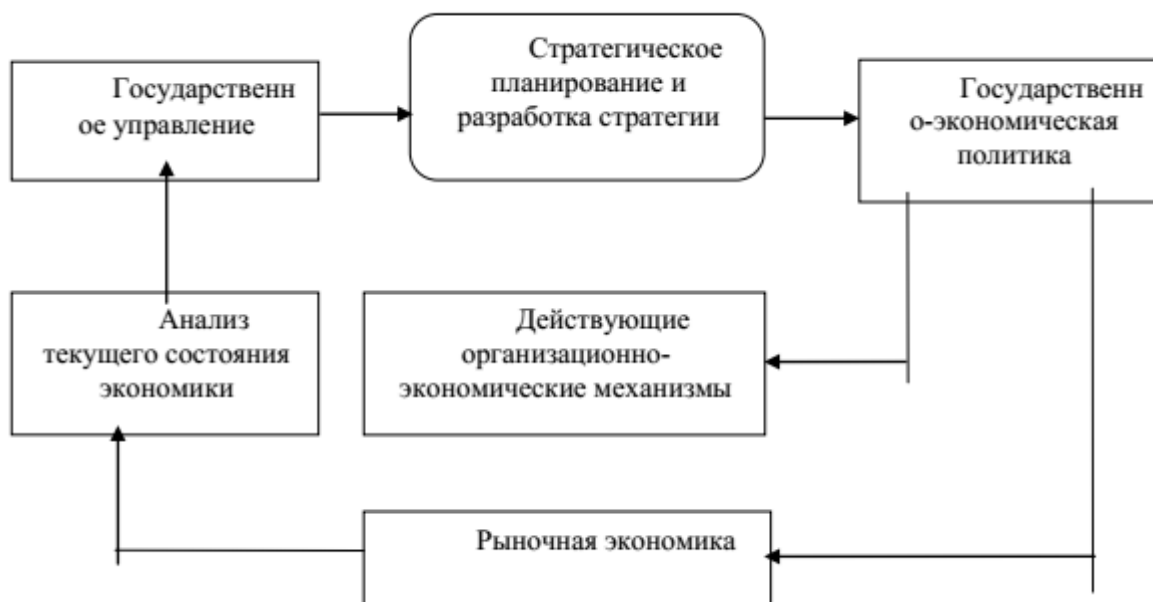 Государственн
ое управление
Стратегическое
планирование и
разработка стратегии
Государственн
о-экономическая
политика
Анализ
текущего состояния
экономики
Действующие
организационно-
экономические механизмы
Рыночная экономика